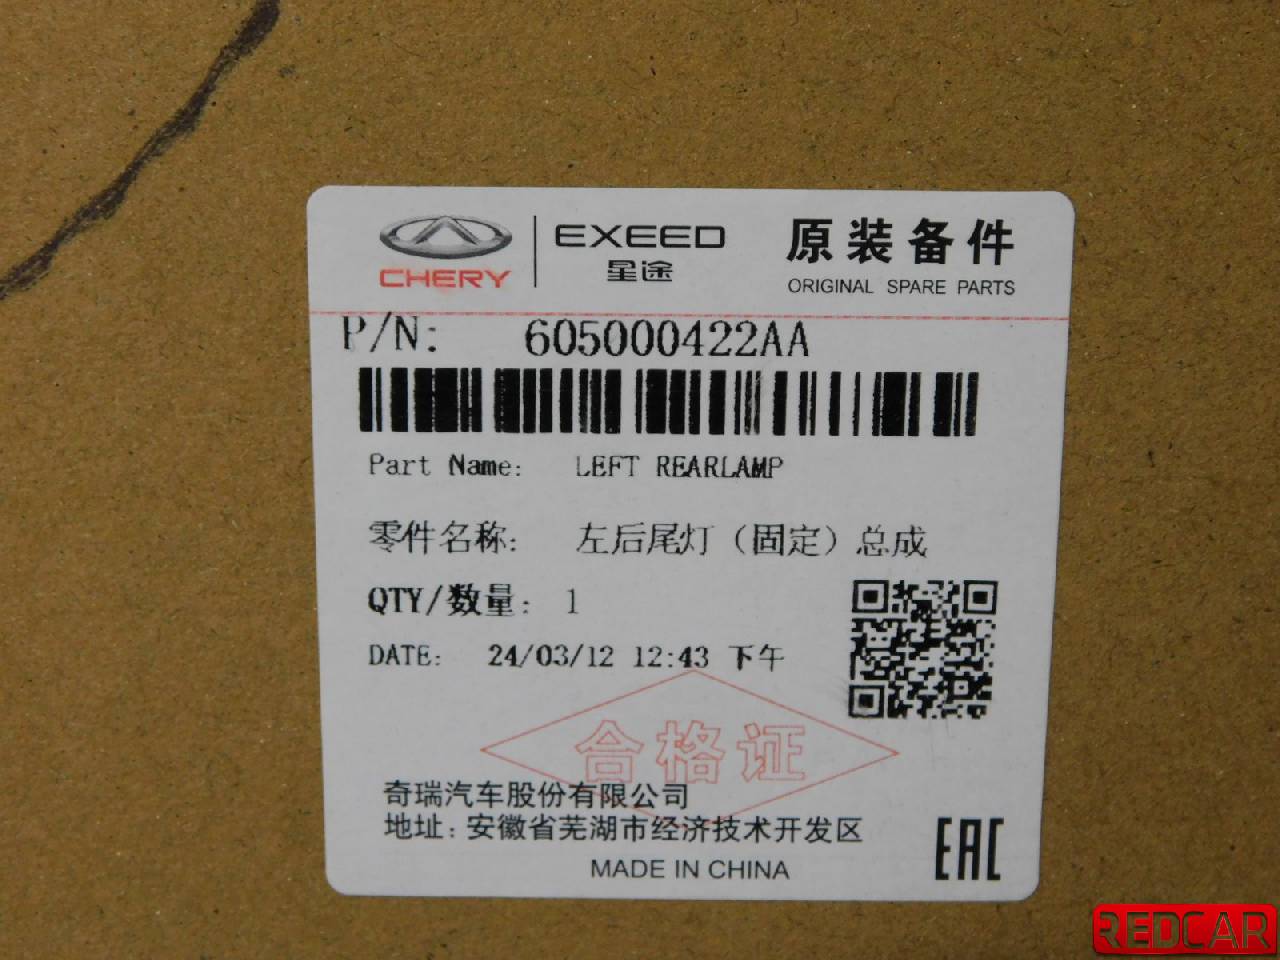 CHERY
EXEED
星途
原装备件
ORIGINAL SPARE PARTS
P/N: 605000422AA
Part Name: LEFT REARLAMP
零件名称: 左后尾灯（固定）总成
QTY/数量: 1
DATE: 24/03/12 12:43 下午
合格证
奇瑞汽车股份有限公司
地址：安徽省芜湖市经济技术开发区
MADE IN CHINA
EAC
REDCAR